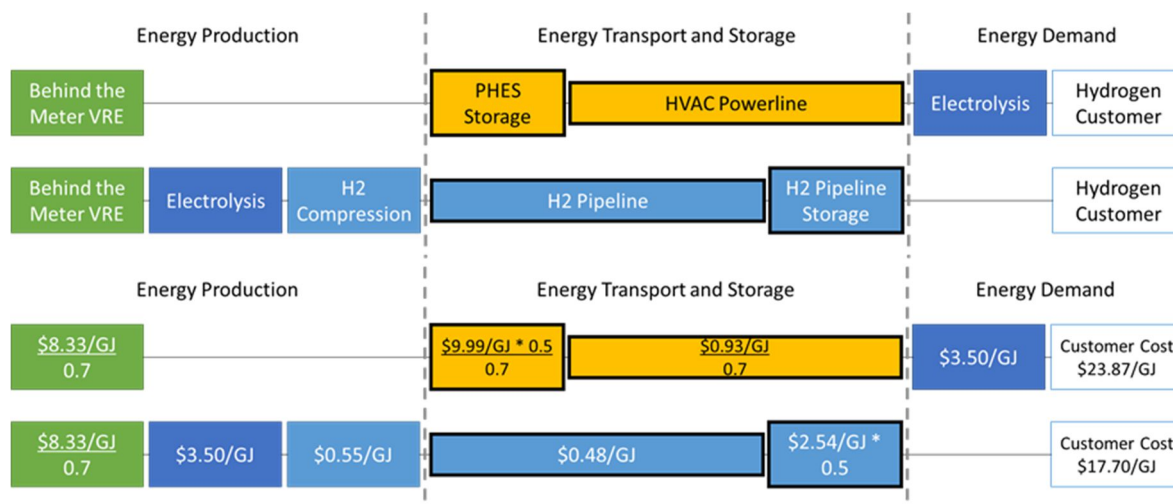 Energy Production
Energy Transport and Storage
Energy Demand
Behind the
Meter VRE
PHES
Storage
HVAC Powerline
Electrolysis
Hydrogen
Customer
Behind the
Meter VRE
Electrolysis
H2
Compression
H2 Pipeline
H2 Pipeline
Storage
Hydrogen
Customer
Energy Production
Energy Transport and Storage
Energy Demand
$8.33/GJ
0.7
$9.99/GJ * 0.5
0.7
$0.93/GJ
0.7
$3.50/GJ
Customer Cost
$23.87/GJ
$8.33/GJ
0.7
$3.50/GJ
$0.55/GJ
$0.48/GJ
$2.54/GJ *
0.5
Customer Cost
$17.70/GJ